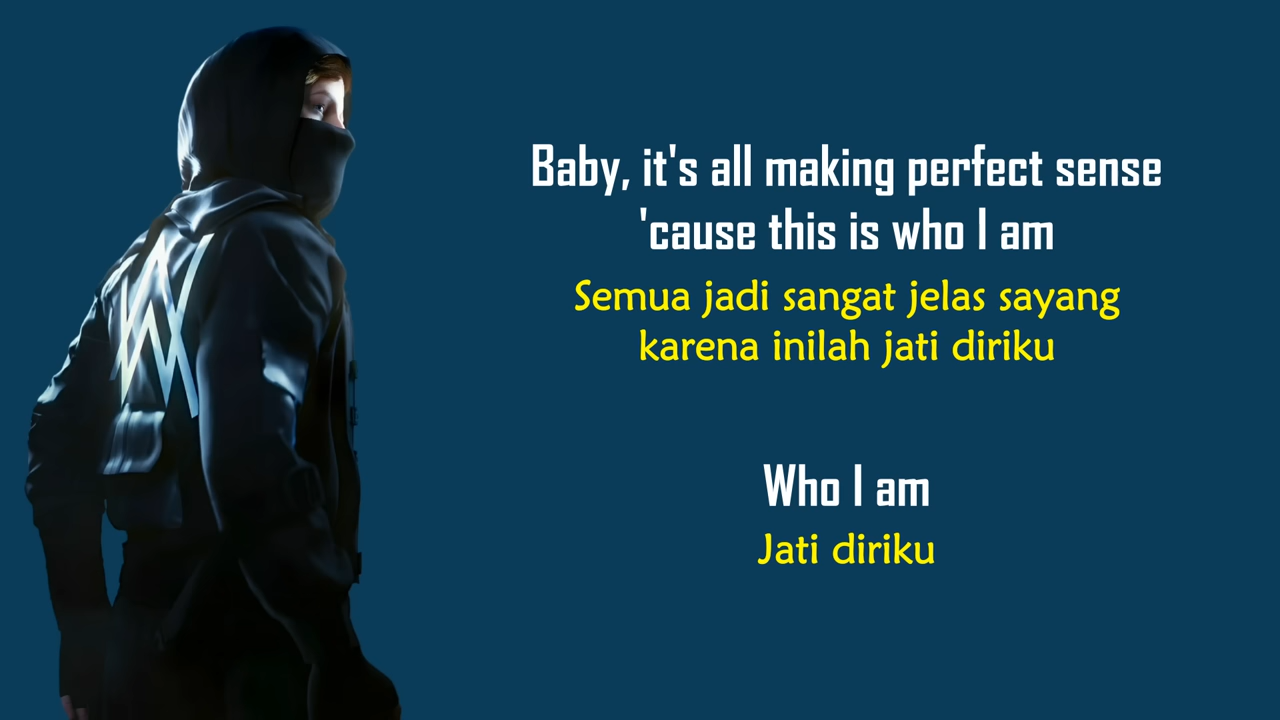 Baby, it's all making perfect sense
'cause this is who I am
Semua jadi sangat jelas sayang
karena inilah jati diriku
Who I am
Jati diriku